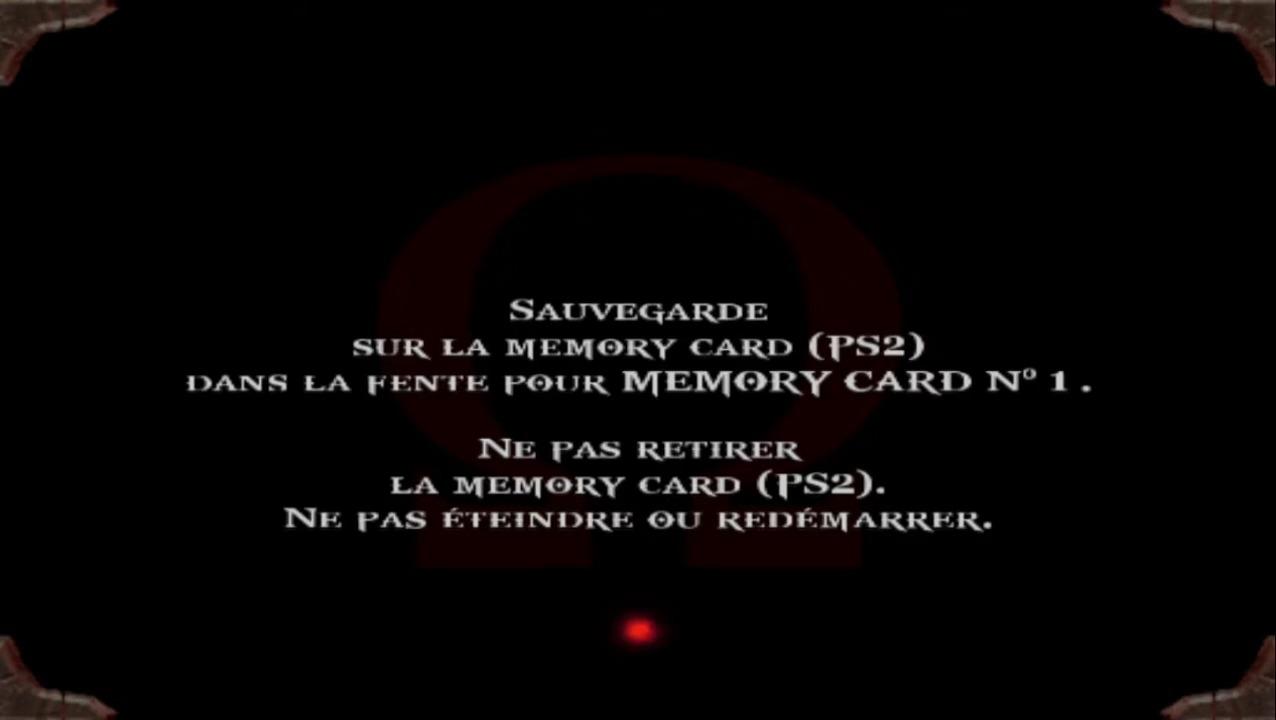 Sauvegarde
sur la memory card (PS2)
dans la fente pour MEMORY CARD Nº 1.
Ne pas retirer
la memory card (PS2).
Ne pas éteindre ou redémarrer.